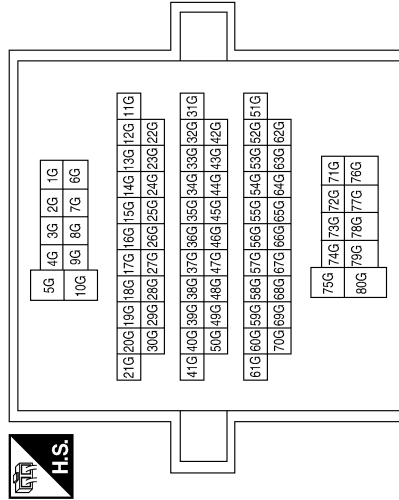 H.S.
5G 4G 3G 2G 1G
10G 9G 8G 7G 6G
21G 20G 19G 18G 17G 16G 15G 14G 13G 12G 11G
30G 29G 28G 27G 26G 25G 24G 23G 22G
41G 40G 39G 38G 37G 36G 35G 34G 33G 32G 31G
50G 49G 48G 47G 46G 45G 44G 43G 42G
61G 60G 59G 58G 57G 56G 55G 54G 53G 52G 51G
70G 69G 68G 67G 66G 65G 64G 63G 62G
75G 74G 73G 72G 71G
80G 79G 78G 77G 76G